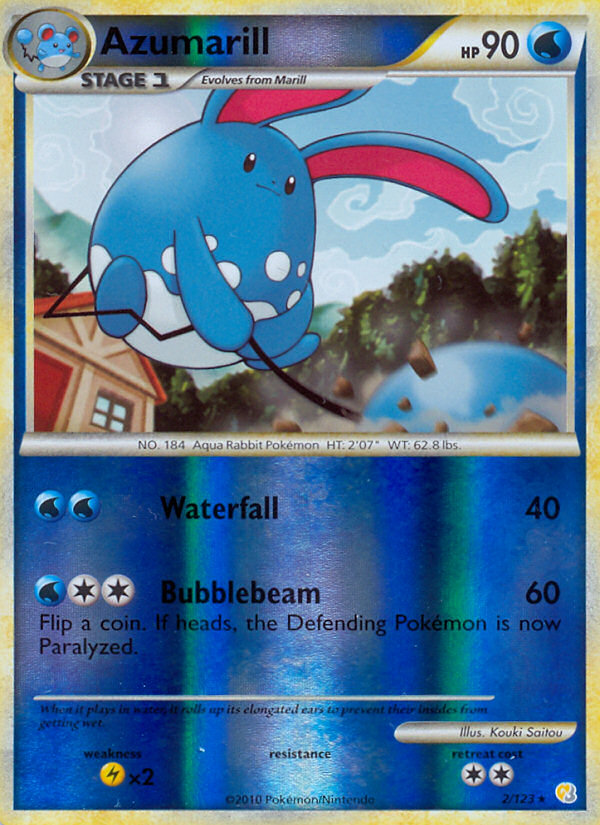 Azumarill
HP 90
STAGE 1
Evolves from Marill
NO. 184 Aqua Rabbit Pokémon HT: 2'07" WT: 62.8 lbs.
Waterfall 40
Bubblebeam 60
Flip a coin. If heads, the Defending Pokémon is now
Paralyzed.
When it plays in water, it rolls up its elongated ears to prevent their insides from
getting wet.
Illus. Kouki Saitou
weakness resistance retreat cost
×2
©2010 Pokémon/Nintendo
2/123 ★